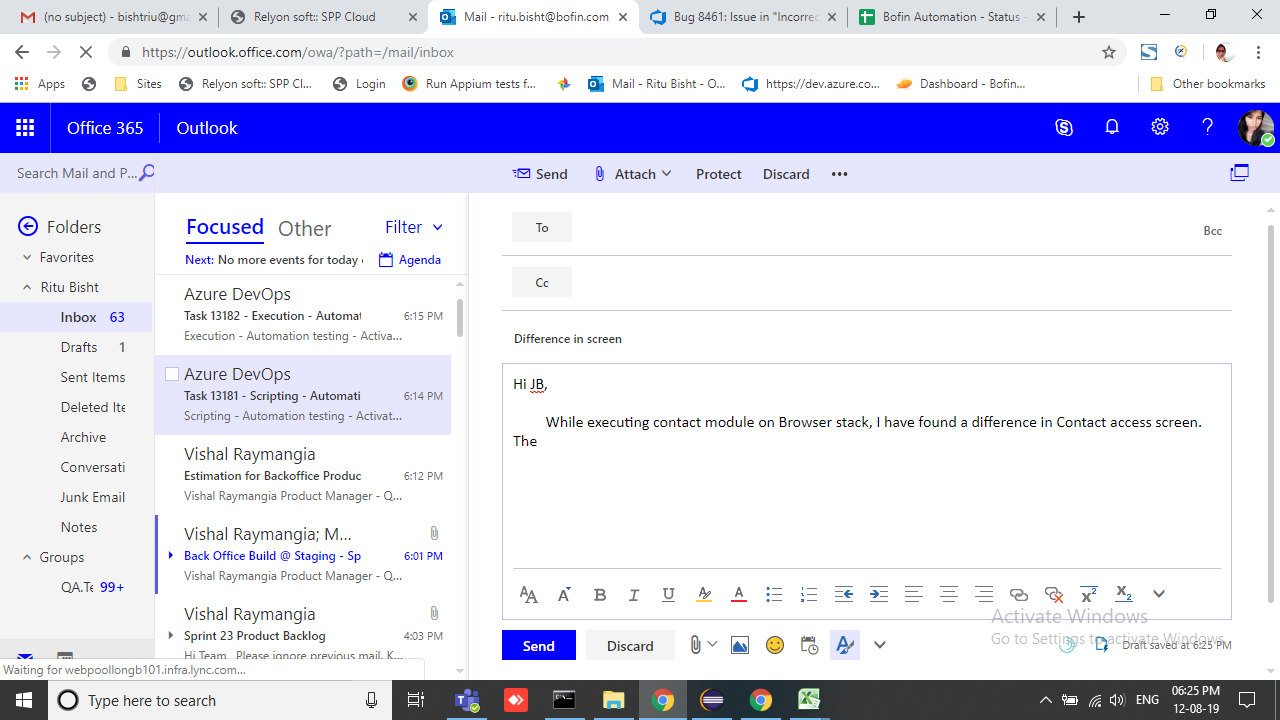 (no subject) - bishtriu@gma
Relyon soft:: SPP Cloud
Mail - ritu.bisht@bofin.com
Bug 8461: Issue in "Incorrec
Bofin Automation - Status -
https://outlook.office.com/owa/?path=/mail/inbox
Apps
Sites
Relyon soft:: SPP Cl...
Login
Run Appium tests f...
Mail - Ritu Bisht - O...
https://dev.azure.co...
Dashboard - Bofin...
Other bookmarks
Office 365
Outlook
Search Mail and P...
Send
Attach
Protect
Discard
Folders
Favorites
Ritu Bisht
Inbox 63
Drafts 1
Sent Items
Deleted Ite
Archive
Conversati
Junk Email
Notes
Groups
QA.Te 99+
Focused
Other
Filter
Next: No more events for today
Agenda
Azure DevOps
Task 13182 - Execution - Automat 6:15 PM
Execution - Automation testing - Activa...
Azure DevOps
Task 13181 - Scripting - Automati 6:14 PM
Scripting - Automation testing - Activat...
Vishal Raymangia
Estimation for Backoffice Produc 6:12 PM
Vishal Raymangia Product Manager - Q...
Vishal Raymangia; M...
Back Office Build @ Staging - Sp 6:01 PM
Vishal Raymangia Product Manager - Q...
Vishal Raymangia
Sprint 23 Product Backlog 4:03 PM
Hi Team, Please ignore previous mail. K...
To
Bcc
Cc
Difference in screen
Hi JB,
While executing contact module on Browser stack, I have found a difference in Contact access screen.
The
Activate Windows
Go to Settings to activate Windows.
Send
Discard
Draft saved at 6:25 PM
Waiting for webpoollongb101.infra.lync.com...
Type here to search
ENG
06:25 PM
12-08-19